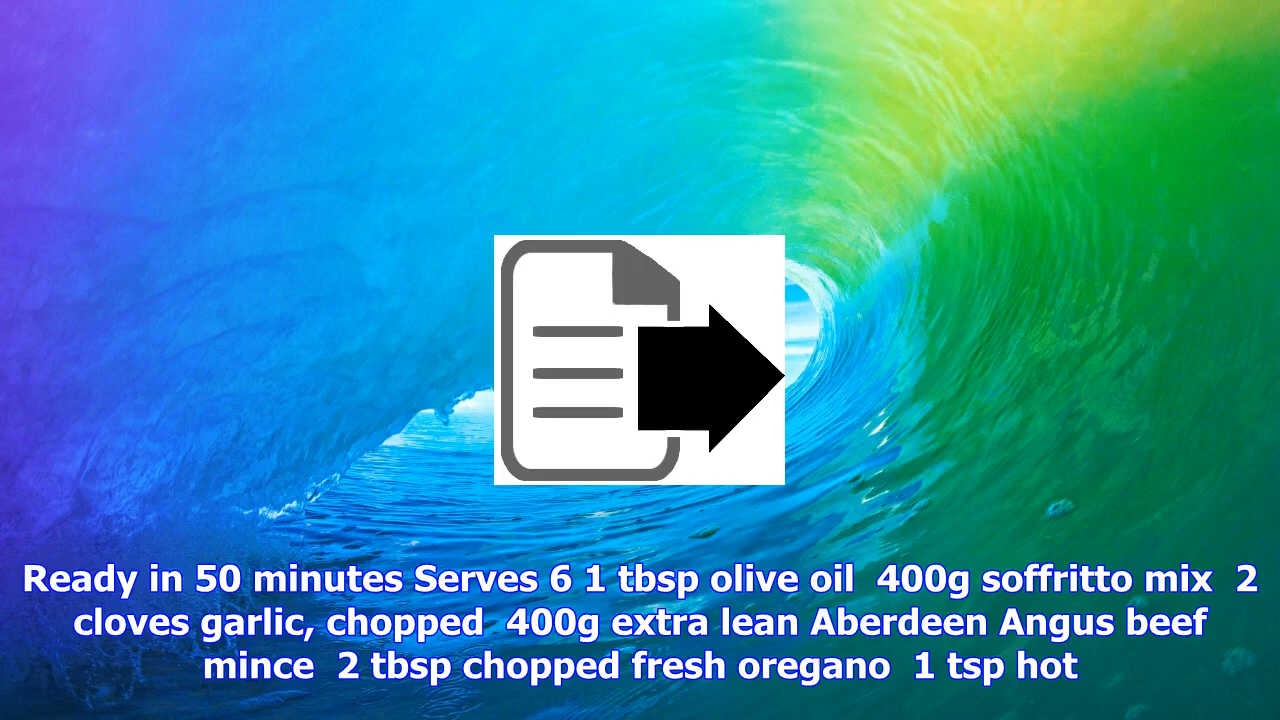 Ready in 50 minutes Serves 6 1 tbsp olive oil  400g soffritto mix  2
cloves garlic, chopped  400g extra lean Aberdeen Angus beef
mince  2 tbsp chopped fresh oregano  1 tsp hot